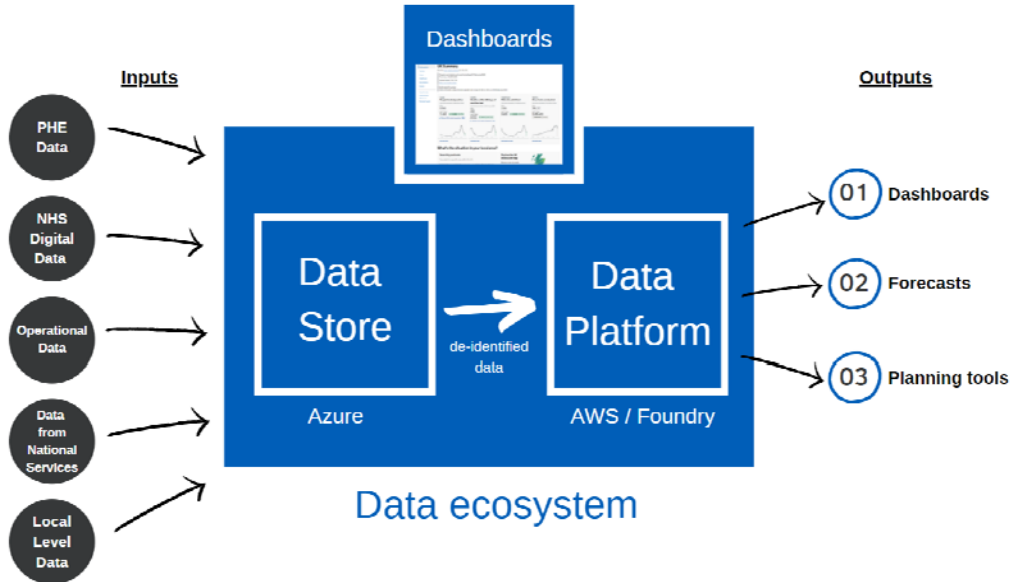 Dashboards
Inputs
Outputs
PHE
Data
NHS
Digital
Data
Operational
Data
Data
from
National
Services
Local
Level
Data
Data
Store
Azure
de-identified
data
Data
Platform
AWS / Foundry
01 Dashboards
02 Forecasts
03 Planning tools
Data ecosystem